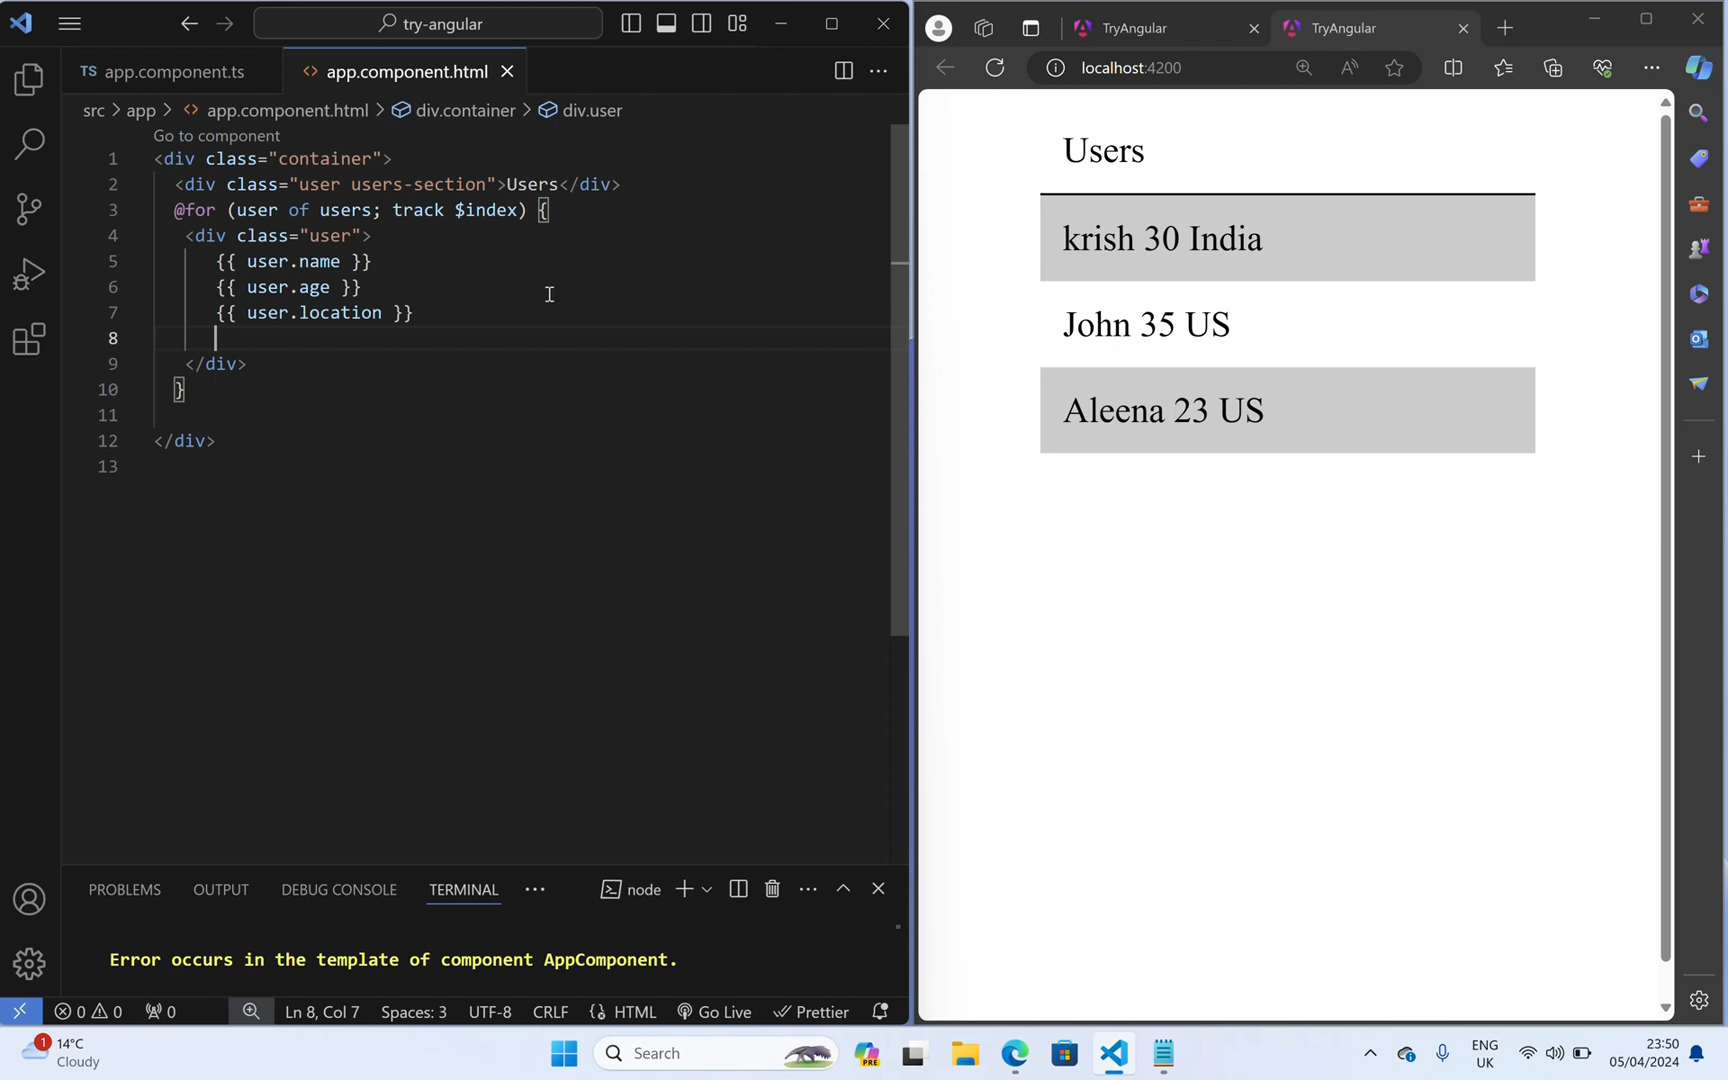 try-angular
TS app.component.ts
<> app.component.html
src > app > <> app.component.html > div.container > div.user
Go to component
1 <div class="container">
2 <div class="user users-section">Users</div>
3 @for (user of users; track $index) {
4 <div class="user">
5 {{ user.name }}
6 {{ user.age }}
7 {{ user.location }}
8
9 </div>
10 }
11
12 </div>
13
PROBLEMS OUTPUT DEBUG CONSOLE TERMINAL ··· node
Error occurs in the template of component AppComponent.
0 0 0 Ln 8, Col 7 Spaces: 3 UTF-8 CRLF {} HTML Go Live Prettier
TryAngular
TryAngular
localhost:4200
Users
krish 30 India
John 35 US
Aleena 23 US
1
14°C
Cloudy
Search
PRE
ENG
UK
23:50
05/04/2024